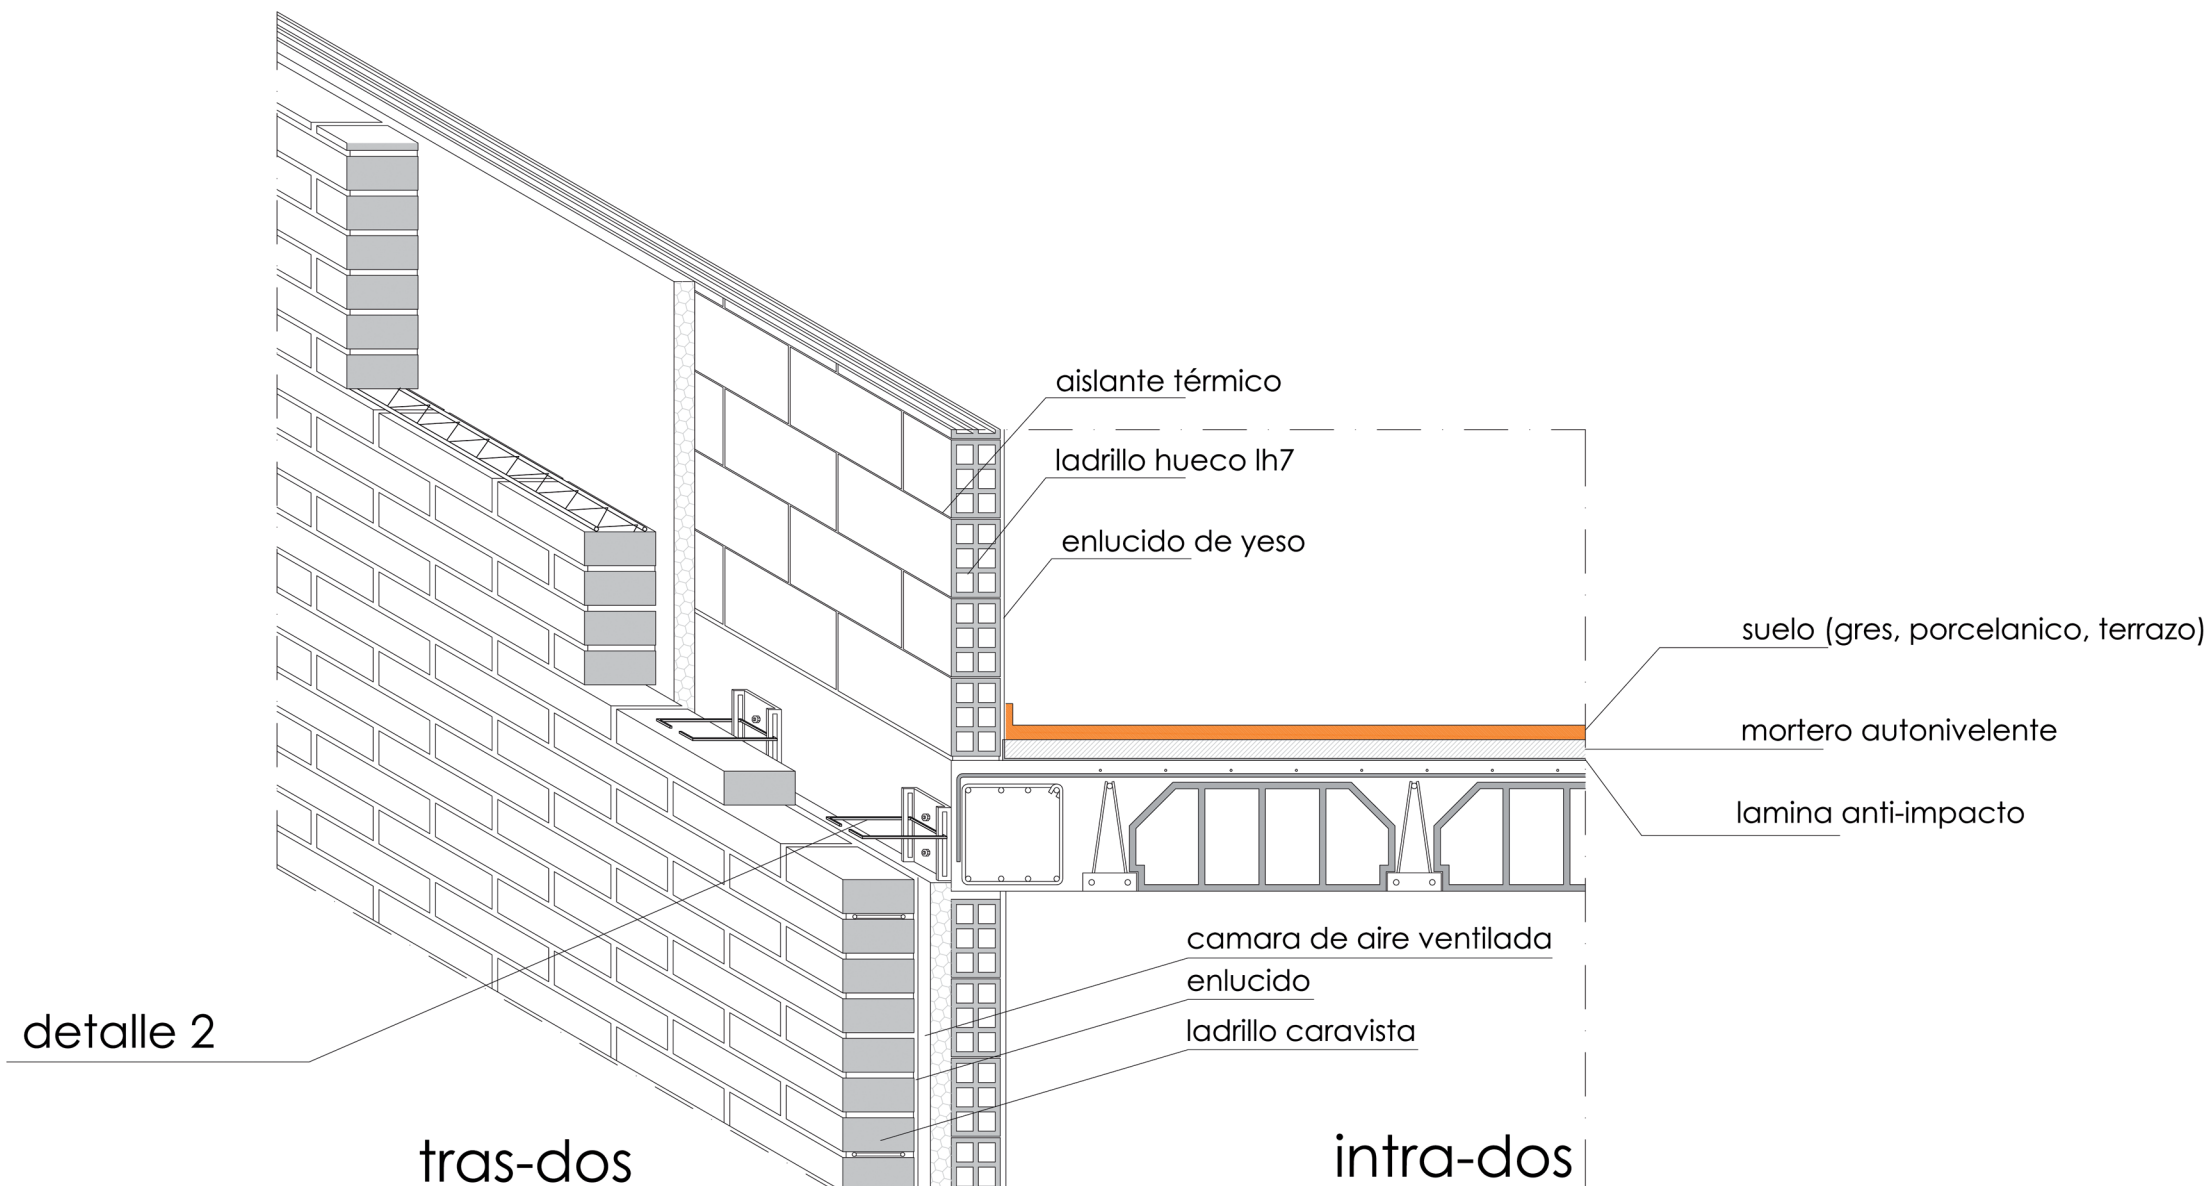 aislante térmico
ladrillo hueco lh7
enlucido de yeso
suelo (gres, porcelanico, terrazo)
mortero autonivelente
lamina anti-impacto
camara de aire ventilada
enlucido
ladrillo caravista
detalle 2
tras-dos
intra-dos